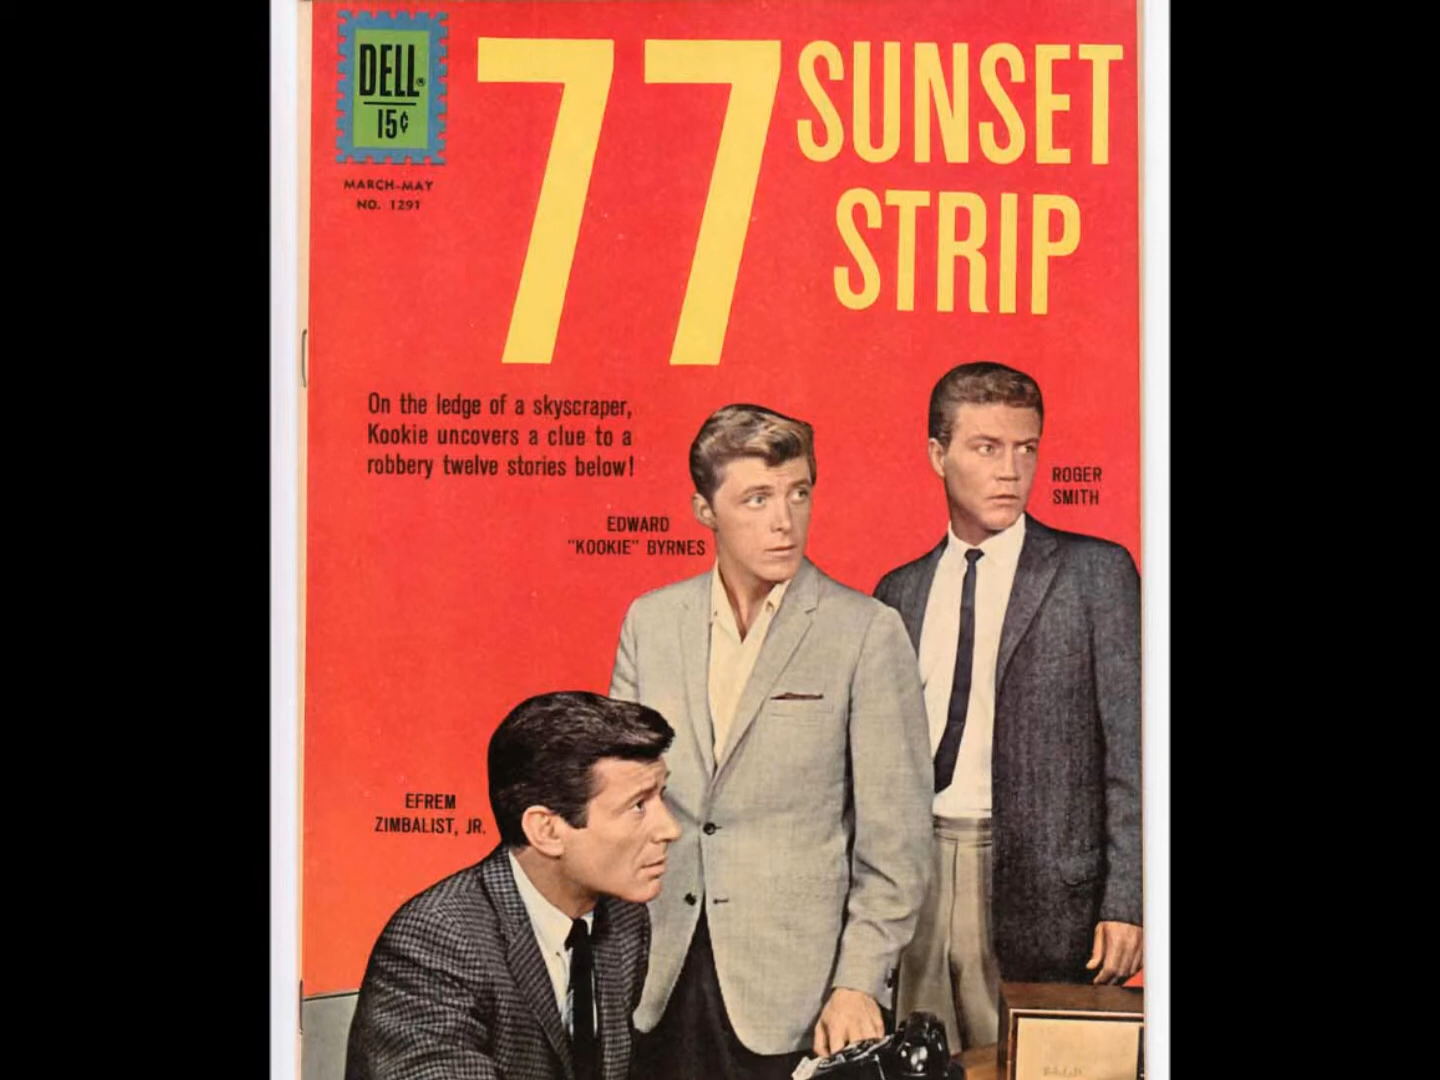 DELL®
15¢
MARCH-MAY
NO. 1291
77
SUNSET
STRIP
On the ledge of a skyscraper,
Kookie uncovers a clue to a
robbery twelve stories below!
EDWARD
"KOOKIE" BYRNES
ROGER
SMITH
EFREM
ZIMBALIST, JR.